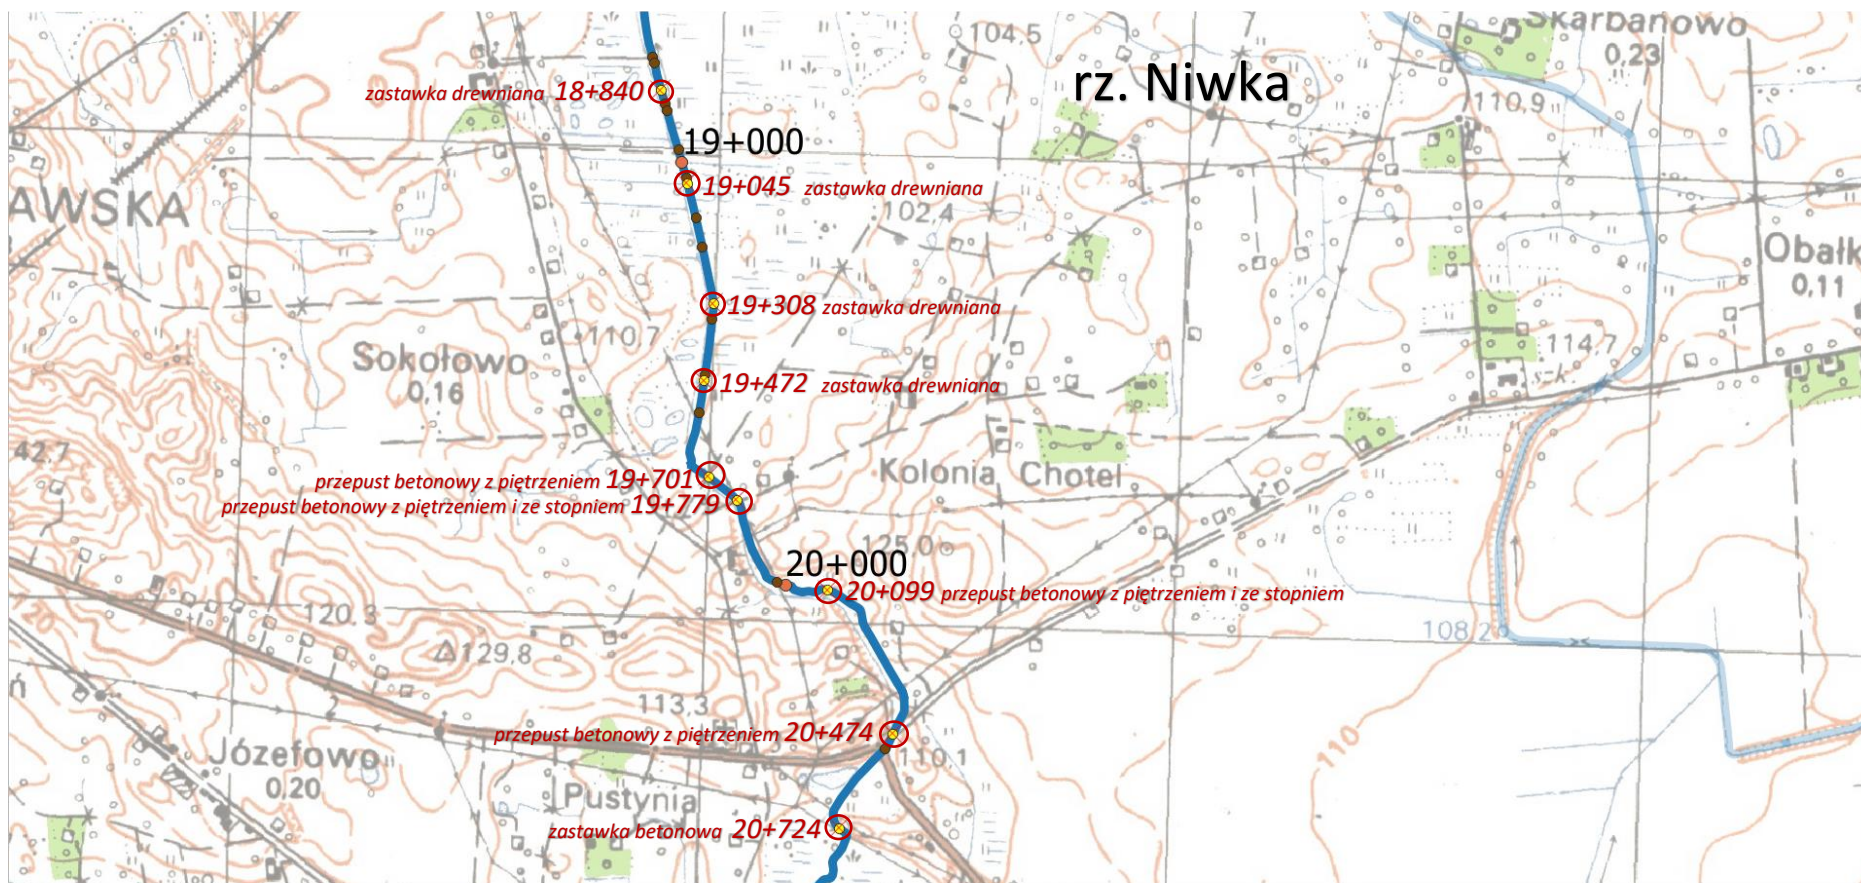 Skarbanowo
0,23
104.5
rz. Niwka
zastawka drewniana 18+840
110,9
19+000
19+045 zastawka drewniana
AWSKA
102,4
Obałk
0,11
19+308 zastawka drewniana
110,7
114,7
Sokołowo
0,16
19+472 zastawka drewniana
42,7
Kolonia Chotel
przepust betonowy z piętrzeniem 19+701
przepust betonowy z piętrzeniem i ze stopniem 19+779
125,0
20+000
20+099 przepust betonowy z piętrzeniem i ze stopniem
120,3
108,2
129,8
ń
113,3
przepust betonowy z piętrzeniem 20+474
110
110,1
Józefowo
0,20
Pustynia
zastawka betonowa 20+724